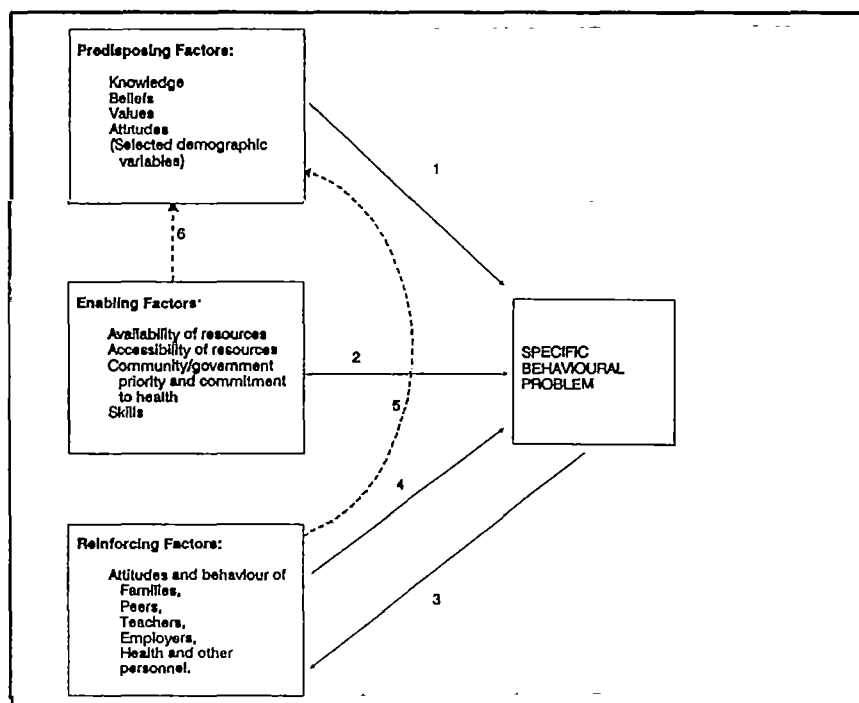 Predisposing Factors:
Knowledge
Beliefs
Values
Attitudes
(Selected demographic
variables)
1
6
Enabling Factors:
Availability of resources
Accessibility of resources
Community/government
priority and commitment
to health
Skills
2
SPECIFIC
BEHAVIOURAL
PROBLEM
5
4
Reinforcing Factors:
Attitudes and behaviour of
Families,
Peers,
Teachers,
Employers,
Health and other
personnel.
3